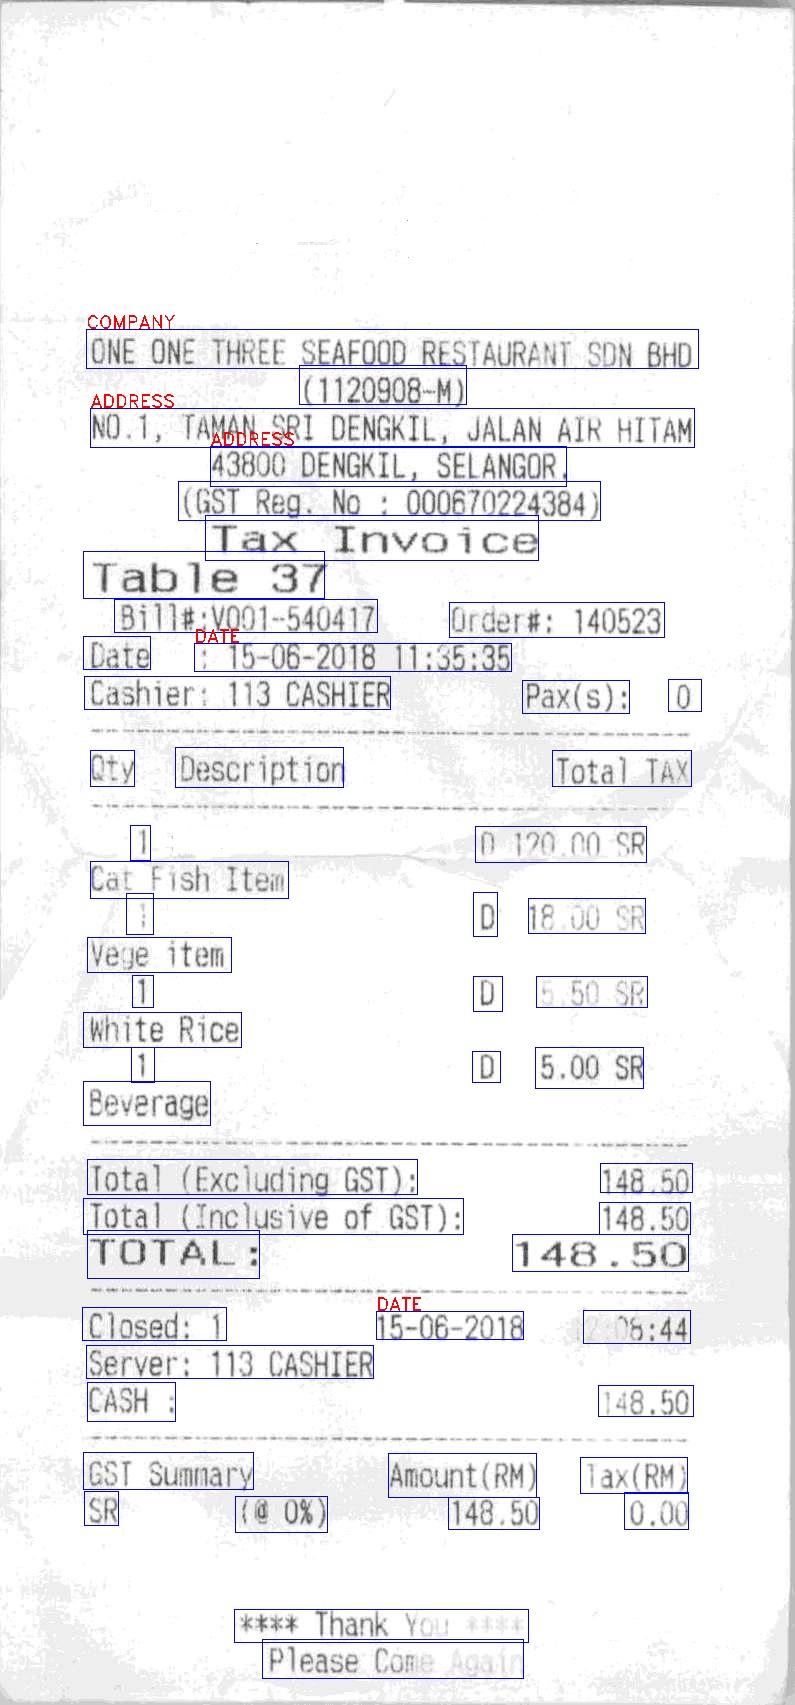 COMPANY
ONE ONE THREE SEAFOOD RESTAURANT SDN BHD
(1120908-M)
ADDRESS
NO.1, TAMAN SRI DENGKIL, JALAN AIR HITAM
ADDRESS
43800 DENGKIL, SELANGOR.
(GST Reg. No : 000670224384)
Tax Invoice
Table 37
Bill#:V001-540417 Order#: 140523
DATE
Date : 15-06-2018 11:35:35
Cashier: 113 CASHIER Pax(s): 0
Qty Description Total TAX
1 D 120.00 SR
Cat Fish Item
1 D 18.00 SR
Vege item
1 D 5.50 SR
White Rice
1 D 5.00 SR
Beverage
Total (Excluding GST): 148.50
Total (Inclusive of GST): 148.50
TOTAL: 148.50
DATE
Closed: 1 15-06-2018 12:08:44
Server: 113 CASHIER
CASH : 148.50
GST Summary Amount(RM) Tax(RM)
SR (@ 0%) 148.50 0.00
**** Thank You ****
Please Come Again